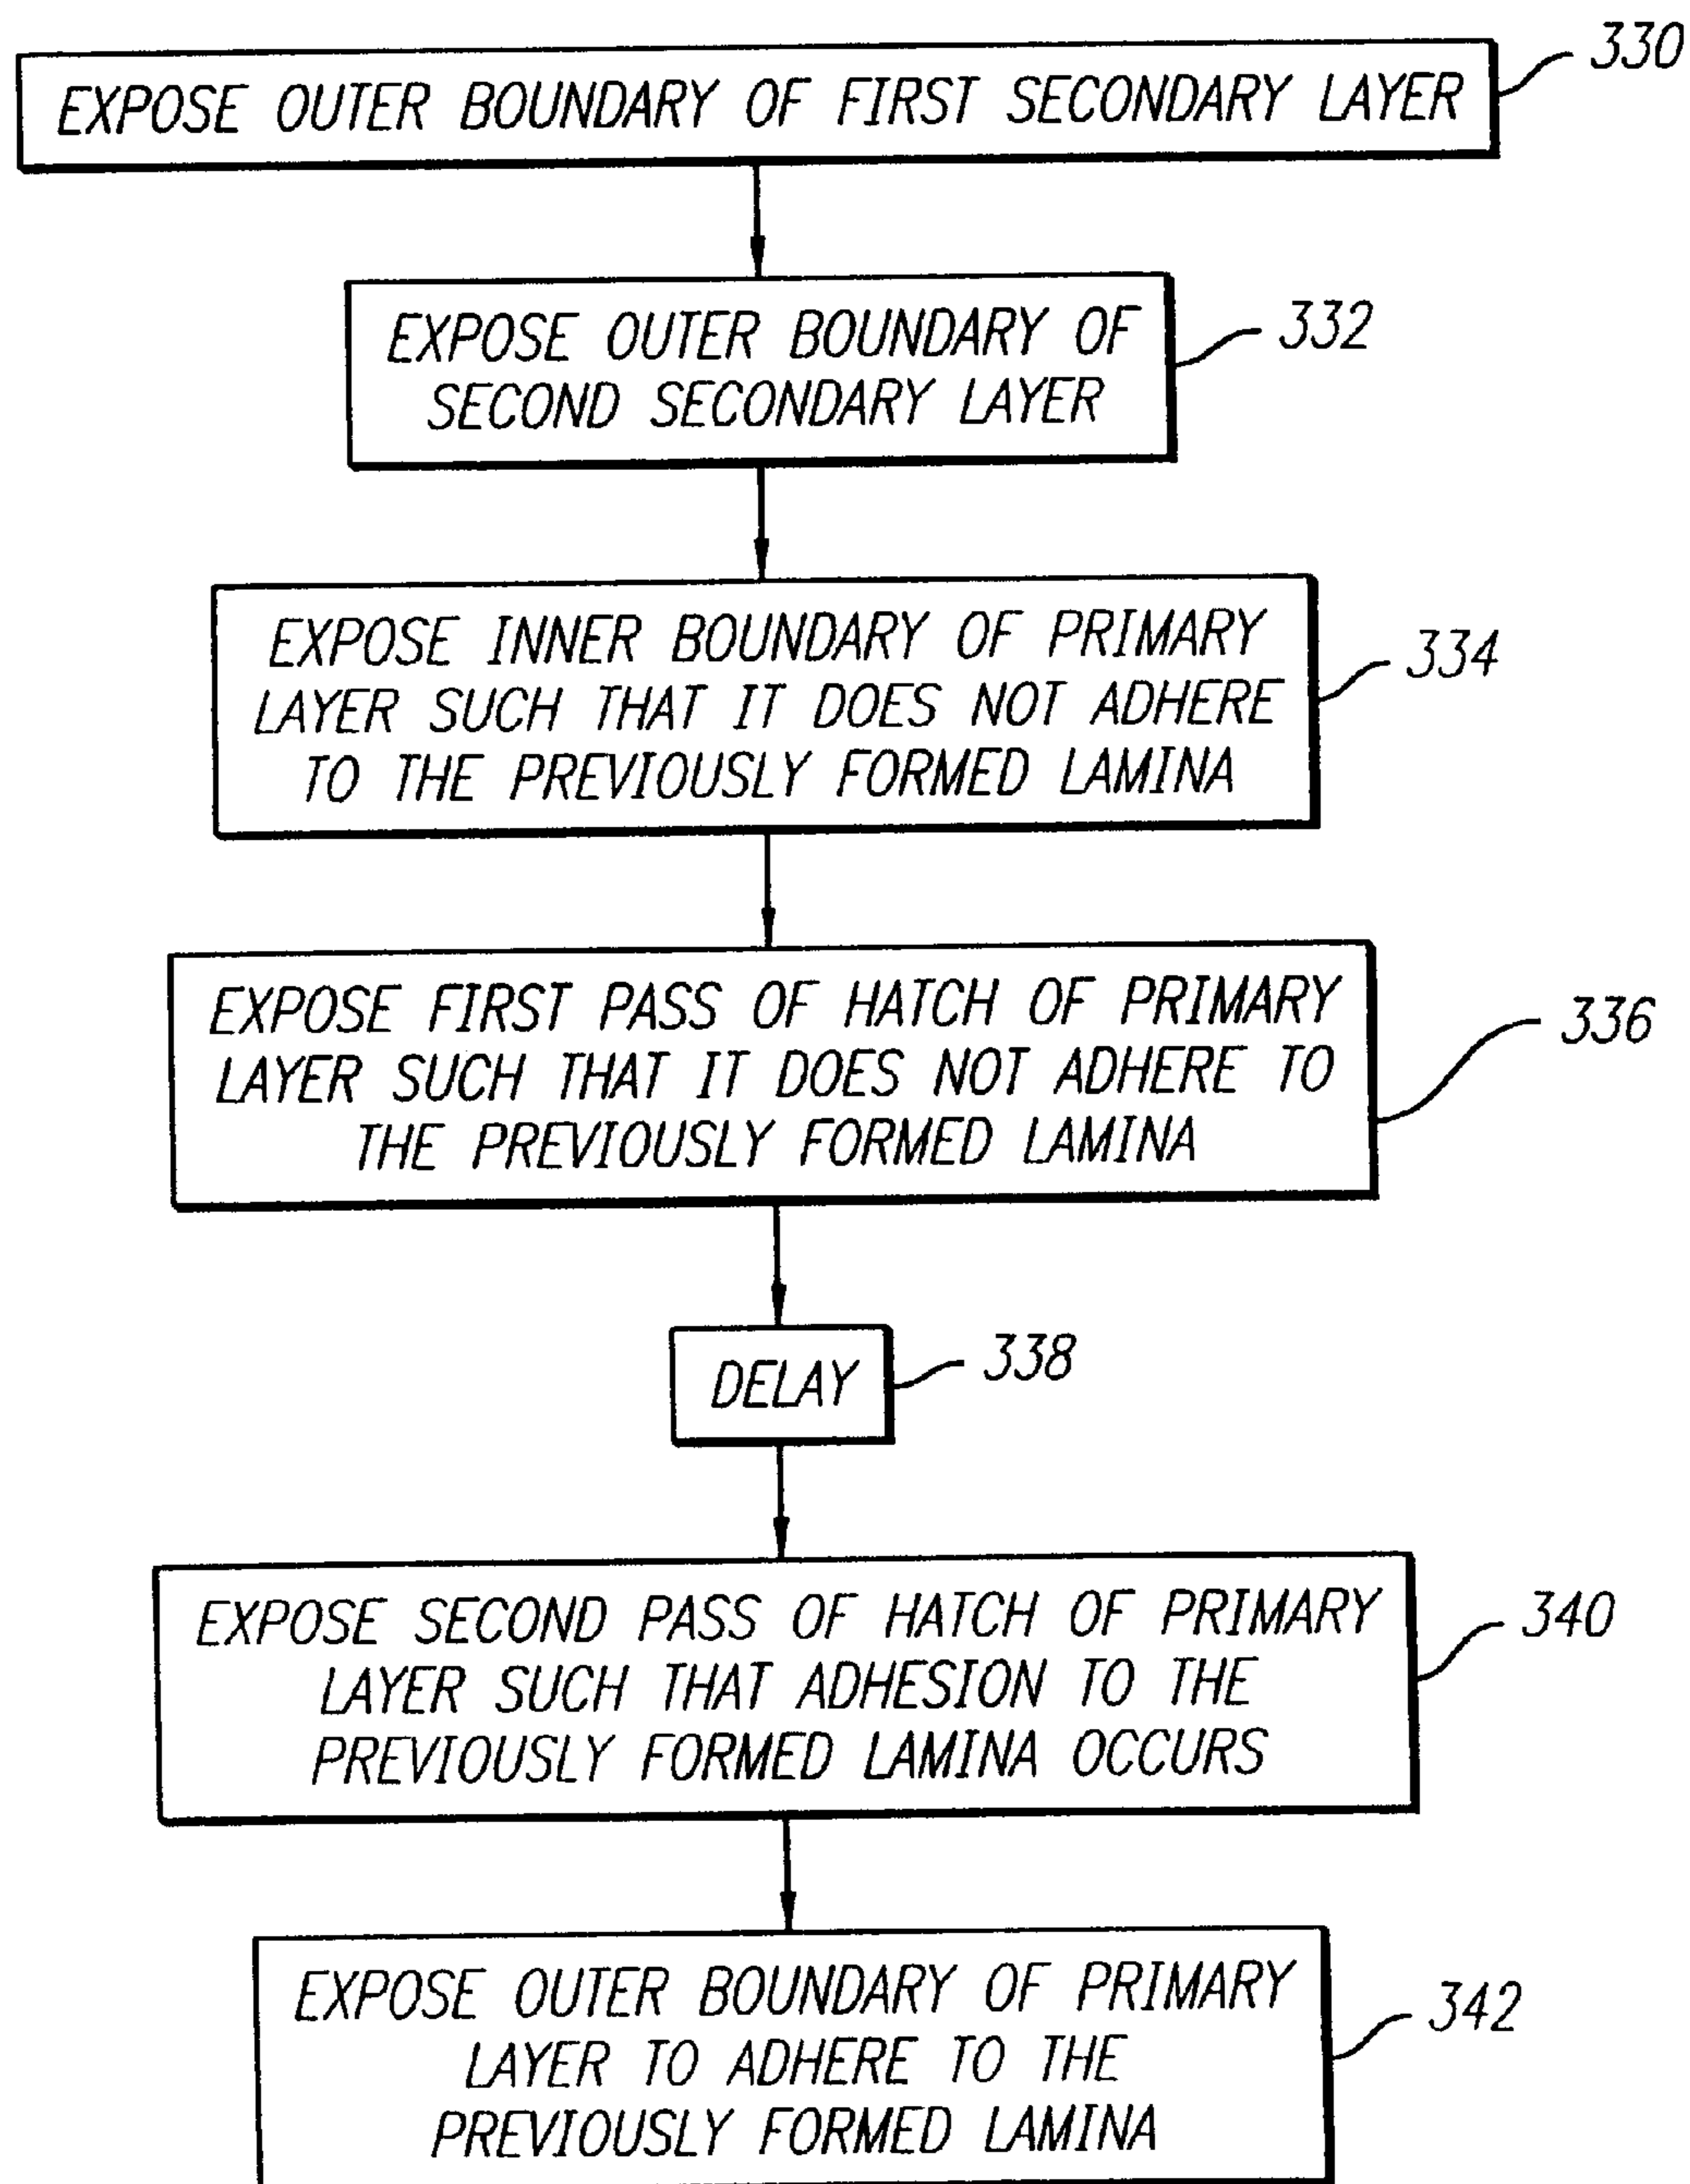 EXPOSE OUTER BOUNDARY OF FIRST SECONDARY LAYER
330
EXPOSE OUTER BOUNDARY OF
SECOND SECONDARY LAYER
332
EXPOSE INNER BOUNDARY OF PRIMARY
LAYER SUCH THAT IT DOES NOT ADHERE
TO THE PREVIOUSLY FORMED LAMINA
334
EXPOSE FIRST PASS OF HATCH OF PRIMARY
LAYER SUCH THAT IT DOES NOT ADHERE TO
THE PREVIOUSLY FORMED LAMINA
336
DELAY
338
EXPOSE SECOND PASS OF HATCH OF PRIMARY
LAYER SUCH THAT ADHESION TO THE
PREVIOUSLY FORMED LAMINA OCCURS
340
EXPOSE OUTER BOUNDARY OF PRIMARY
LAYER TO ADHERE TO THE
PREVIOUSLY FORMED LAMINA
342